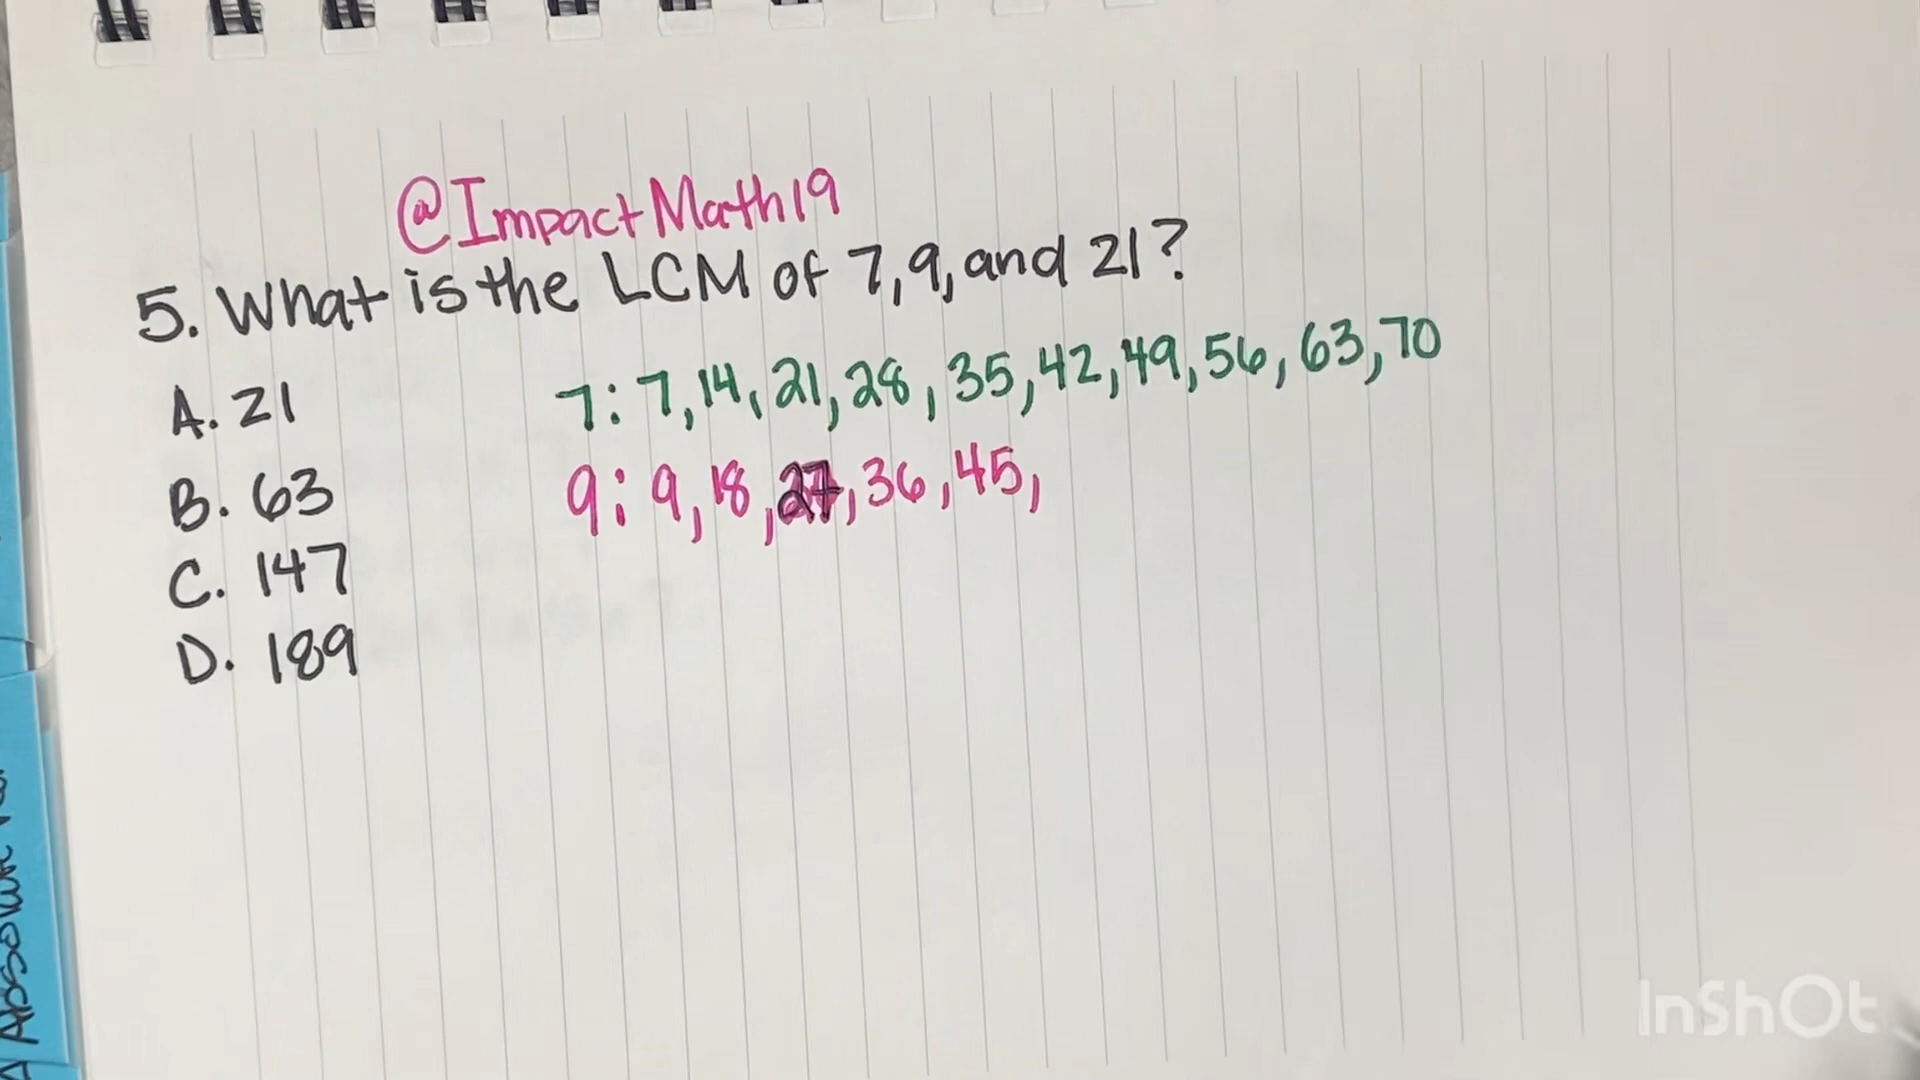 @ImpactMath19
5. What is the LCM of 7, 9, and 21?
A. 21
7: 7, 14, 21, 28, 35, 42, 49, 56, 63, 70
B. 63
9: 9, 18, 27, 36, 45,
C. 147
D. 189
Absolute
InShOt